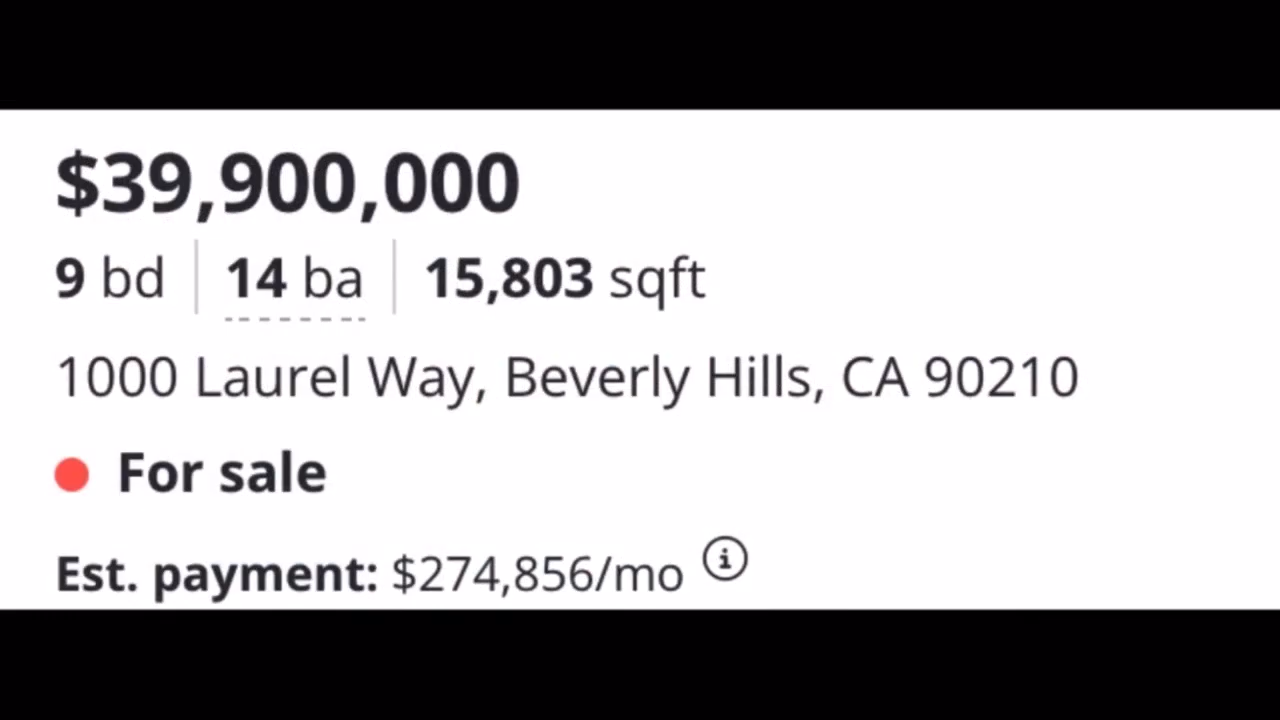 $39,900,000
9 bd 14 ba 15,803 sqft
1000 Laurel Way, Beverly Hills, CA 90210
For sale
Est. payment: $274,856/mo